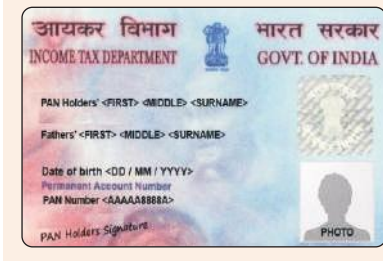 आयकर विभाग
भारत सरकार
INCOME TAX DEPARTMENT
GOVT. OF INDIA
PAN Holders' <FIRST> <MIDDLE> <SURNAME>
Fathers' <FIRST> <MIDDLE> <SURNAME>
Date of birth <DD / MM / YYYY>
Permanent Account Number
PAN Number <AAAAA8888A>
PAN Holders Signature
PHOTO